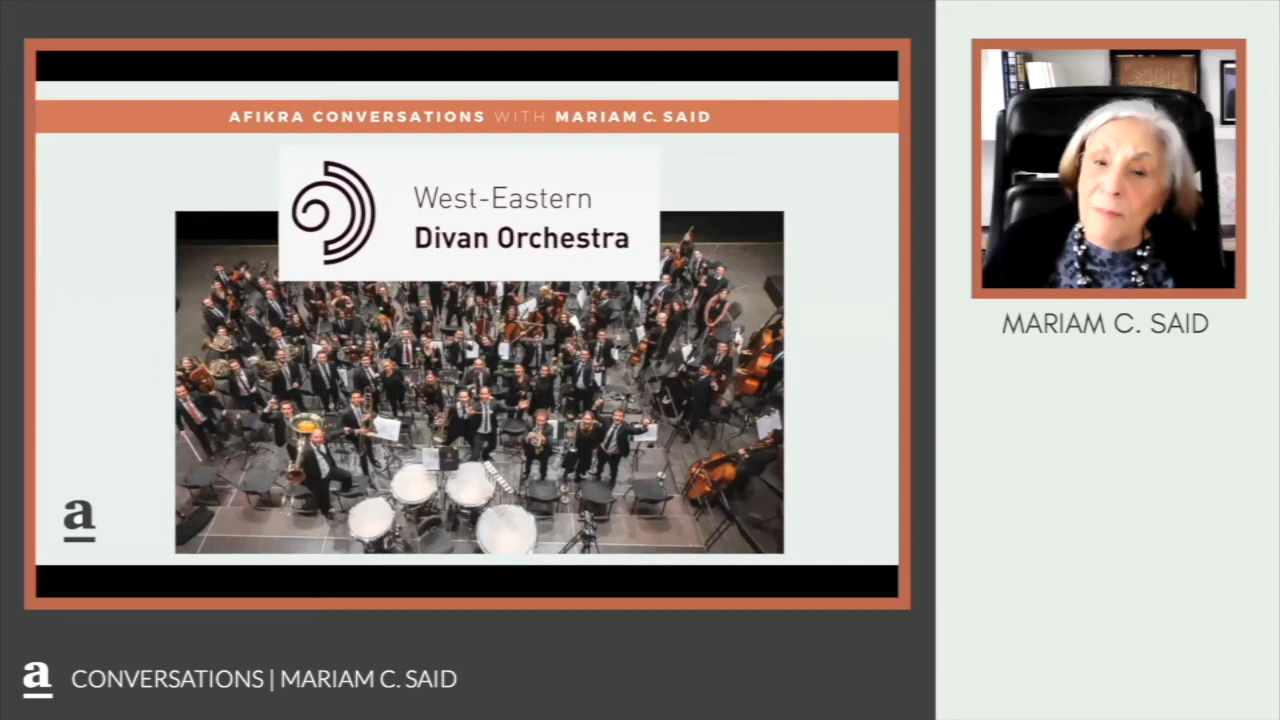 AFIKRA CONVERSATIONS WITH MARIAM C. SAID
West-Eastern
Divan Orchestra
a
MARIAM C. SAID
a CONVERSATIONS | MARIAM C. SAID